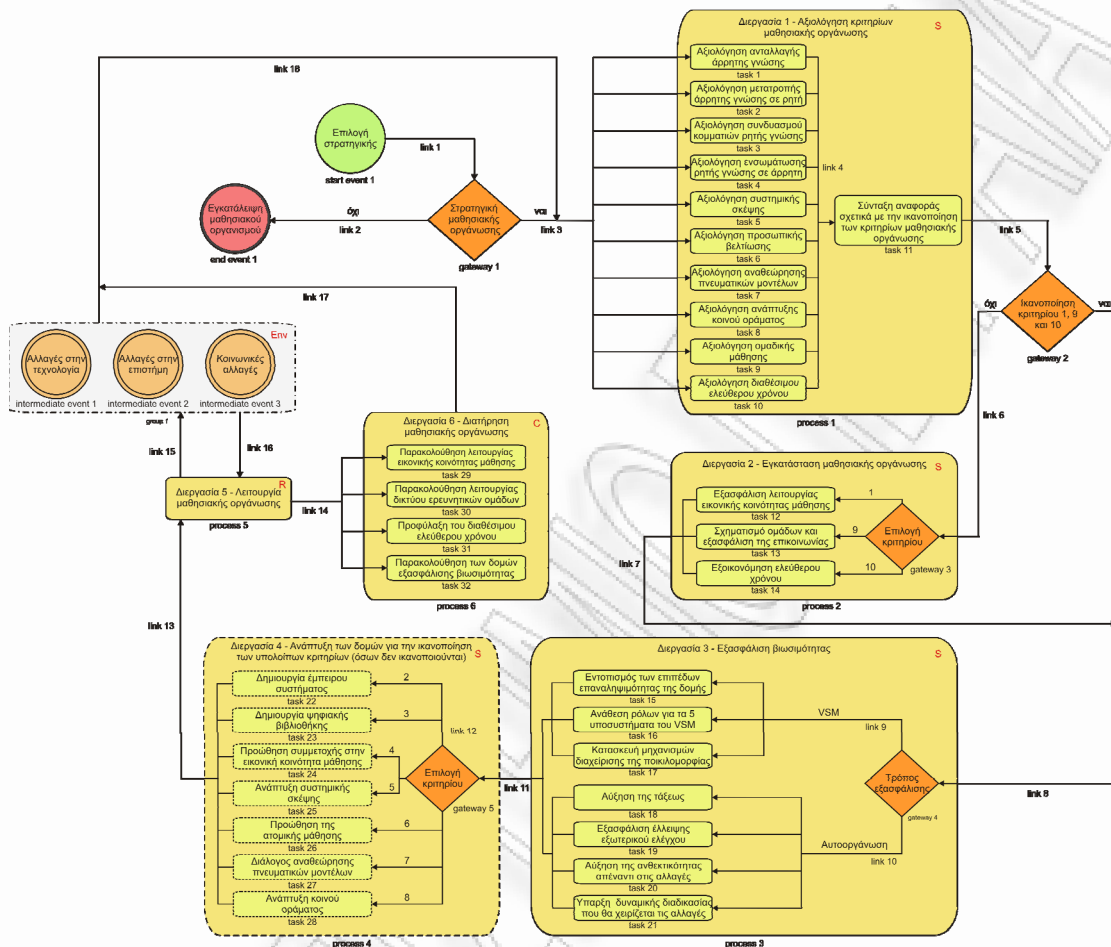 Διεργασία 1 - Αξιολόγηση κριτηρίων
μαθησιακής οργάνωσης
S
Αξιολόγηση ανταλλαγής
άρρητης γνώσης
task 1
Αξιολόγηση μετατροπής
άρρητης γνώσης σε ρητή
task 2
Αξιολόγηση συνδυασμού
κομματιών ρητής γνώσης
task 3
Αξιολόγηση ενσωμάτωσης
ρητής γνώσης σε άρρητη
task 4
Αξιολόγηση συστημικής
σκέψης
task 5
Αξιολόγηση προσωπικής
βελτίωσης
task 6
Αξιολόγηση αναθεώρησης
πνευματικών μοντέλων
task 7
Αξιολόγηση ανάπτυξης
κοινού οράματος
task 8
Αξιολόγηση ομαδικής
μάθησης
task 9
Αξιολόγηση διαθέσιμου
ελεύθερου χρόνου
task 10
link 4
Σύνταξη αναφοράς
σχετικά με την ικανοποίηση
των κριτηρίων μαθησιακής
οργάνωσης
task 11
process 1
link 18
Επιλογή
στρατηγικής
start event 1
link 1
Εγκατάλειψη
μαθησιακού
οργανισμού
end event 1
όχι
link 2
Στρατηγική
μαθησιακής
οργάνωσης
gateway 1
ναι
link 3
link 5
όχι
Ικανοποίηση
κριτηρίου 1, 9
και 10
ναι
gateway 2
link 6
link 17
Env
Αλλαγές στην
τεχνολογία
intermediate event 1
Αλλαγές στην
επιστήμη
intermediate event 2
Κοινωνικές
αλλαγές
intermediate event 3
group 1
link 15
link 16
R
Διεργασία 5 - Λειτουργία
μαθησιακής οργάνωσης
process 5
link 14
Διεργασία 6 - Διατήρηση
μαθησιακής οργάνωσης
C
Παρακολούθηση λειτουργίας
εικονικής κοινότητας μάθησης
task 29
Παρακολούθηση λειτουργίας
δικτύου ερευνητικών ομάδων
task 30
Προφύλαξη του διαθέσιμου
ελεύθερου χρόνου
task 31
Παρακολούθηση των δομών
εξασφάλισης βιωσιμότητας
task 32
process 6
Διεργασία 2 - Εγκατάσταση μαθησιακής οργάνωσης
S
Εξασφάλιση λειτουργίας
εικονικής κοινότητας μάθησης
task 12
1
Σχηματισμό ομάδων και
εξασφάλιση της επικοινωνίας
task 13
9
Εξοικονόμηση ελεύθερου
χρόνου
task 14
10
Επιλογή
κριτηρίου
gateway 3
process 2
link 7
link 13
Διεργασία 4 - Ανάπτυξη των δομών για την ικανοποίηση
των υπολοίπων κριτηρίων (όσων δεν ικανοποιούνται)
S
Δημιουργία έμπειρου
συστήματος
task 22
2
Δημιουργία ψηφιακής
βιβλιοθήκης
task 23
3
link 12
Προώθηση συμμετοχής στην
εικονική κοινότητα μάθησης
task 24
4
Ανάπτυξη συστημικής
σκέψης
task 25
5
Επιλογή
κριτηρίου
gateway 5
Προώθηση της
ατομικής μάθησης
task 26
6
Διάλογος αναθεώρησης
πνευματικών μοντέλων
task 27
7
Ανάπτυξη κοινού
οράματος
task 28
8
process 4
link 11
Διεργασία 3 - Εξασφάλιση βιωσιμότητας
S
Εντοπισμός των επιπέδων
επαναληψιμότητας της δομής
task 15
Ανάθεση ρόλων για τα 5
υποσυστήματα του VSM
task 16
Κατασκευή μηχανισμών
διαχείρισης της ποικιλομορφίας
task 17
VSM
link 9
Τρόπος
εξασφάλισης
gateway 4
link 8
Αύξηση της τάξεως
task 18
Εξασφάλιση έλλειψης
εξωτερικού ελέγχου
task 19
Αυτοοργάνωση
link 10
Αύξηση της ανθεκτικότητας
απέναντι στις αλλαγές
task 20
Ύπαρξη δυναμικής διαδικασίας
που θα χειρίζεται τις αλλαγές
task 21
process 3